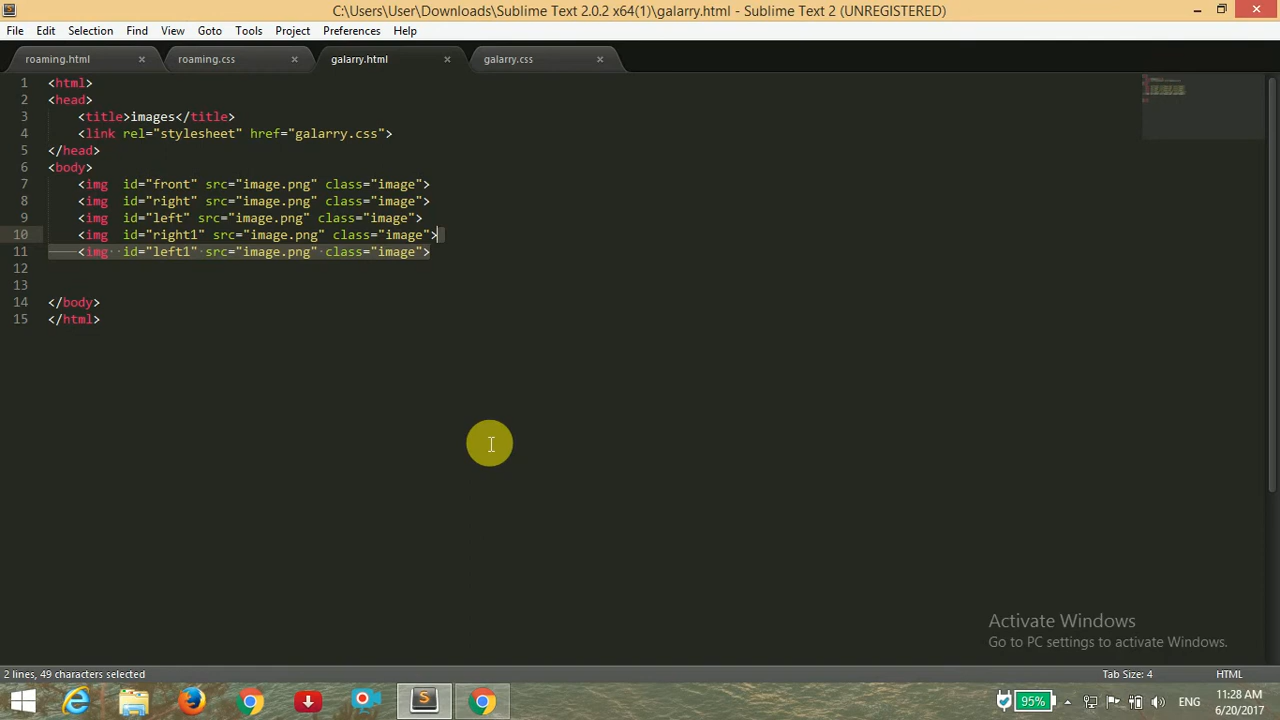 C:\Users\User\Downloads\Sublime Text 2.0.2 x64(1)\galarry.html - Sublime Text 2 (UNREGISTERED)
File Edit Selection Find View Goto Tools Project Preferences Help
roaming.html roaming.css galarry.html galarry.css
1 <html>
2 <head>
3 <title>images</title>
4 <link rel="stylesheet" href="galarry.css">
5 </head>
6 <body>
7 <img  id="front" src="image.png" class="image">
8 <img  id="right" src="image.png" class="image">
9 <img  id="left" src="image.png" class="image">
10 <img  id="right1" src="image.png" class="image">
11 <img  id="left1" src="image.png" class="image">
12
13
14 </body>
15 </html>
Activate Windows
Go to PC settings to activate Windows.
2 lines, 49 characters selected Tab Size: 4 HTML
95% ENG 11:28 AM
6/20/2017